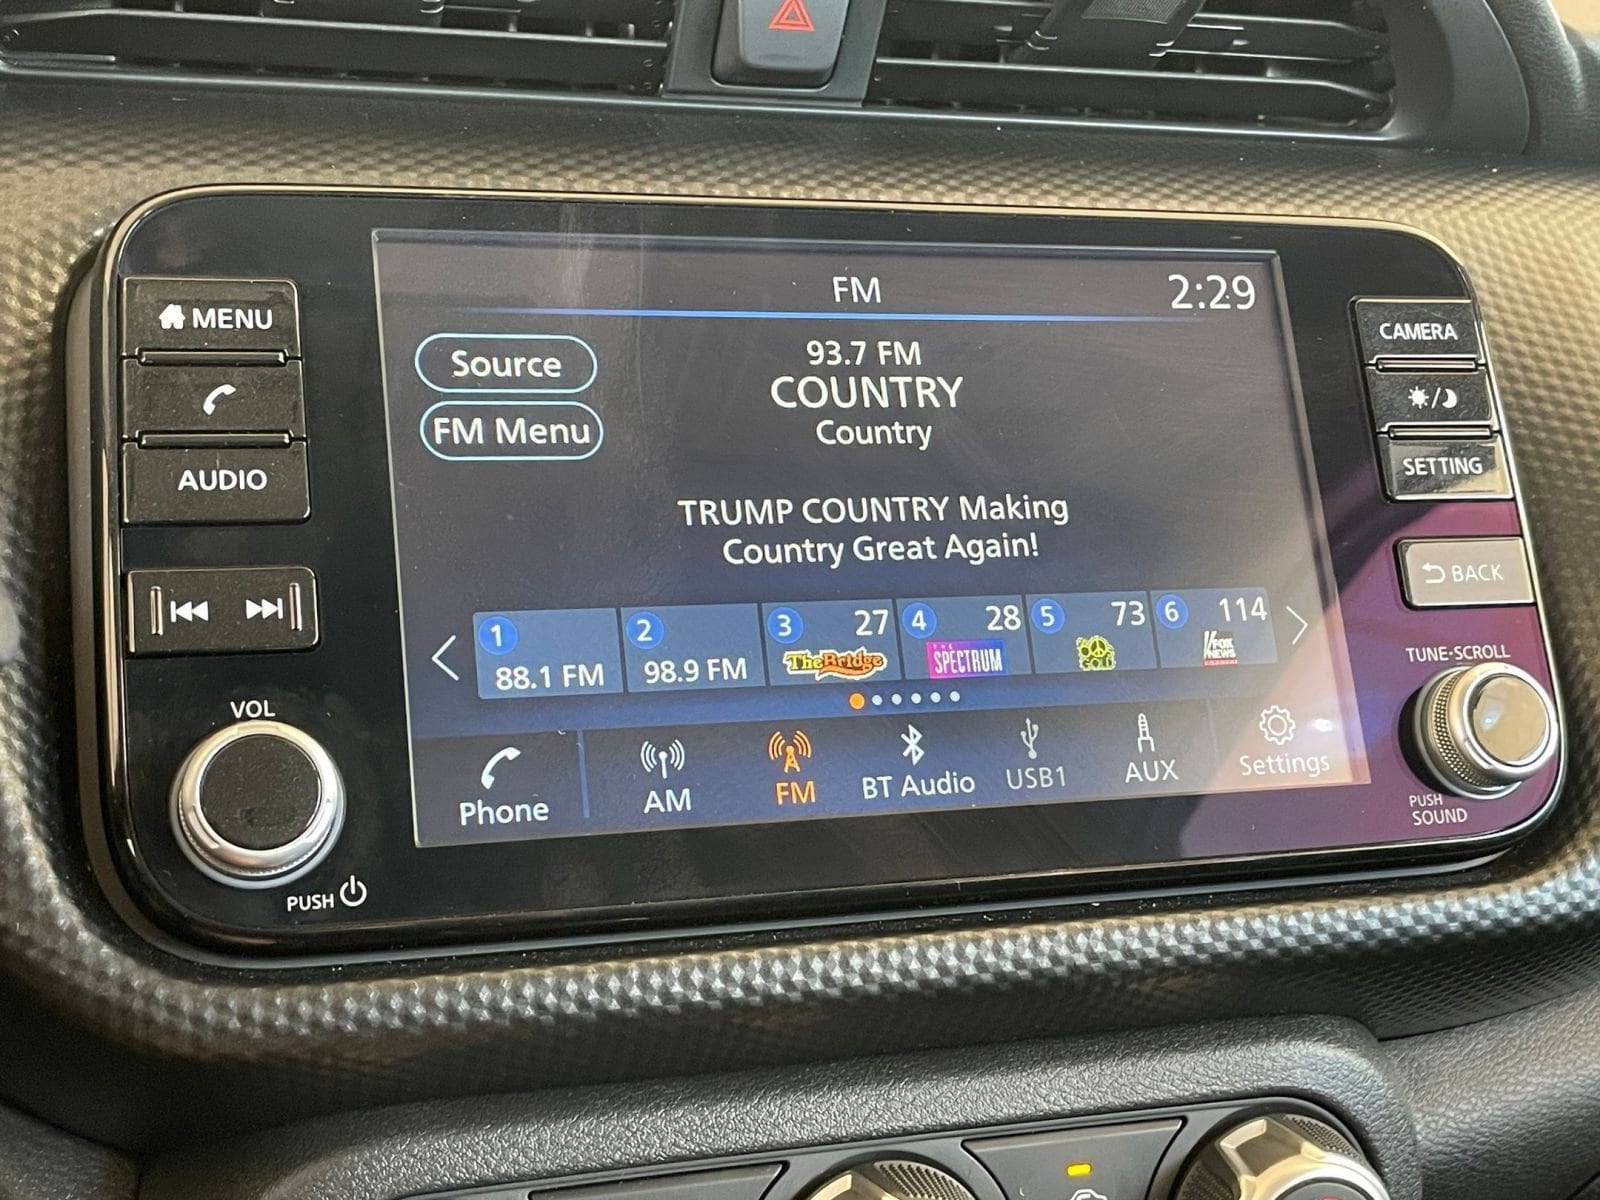 FM
2:29
MENU
AUDIO
VOL
PUSH
Source
FM Menu
93.7 FM
COUNTRY
Country
TRUMP COUNTRY Making
Country Great Again!
1
88.1 FM
2
98.9 FM
3
27
The Bridge
4
28
THE
SPECTRUM
5
73
GOLD
6
114
FOX
NEWS
Phone
AM
FM
BT Audio
USB1
AUX
Settings
CAMERA
SETTING
BACK
TUNE·SCROLL
PUSH
SOUND